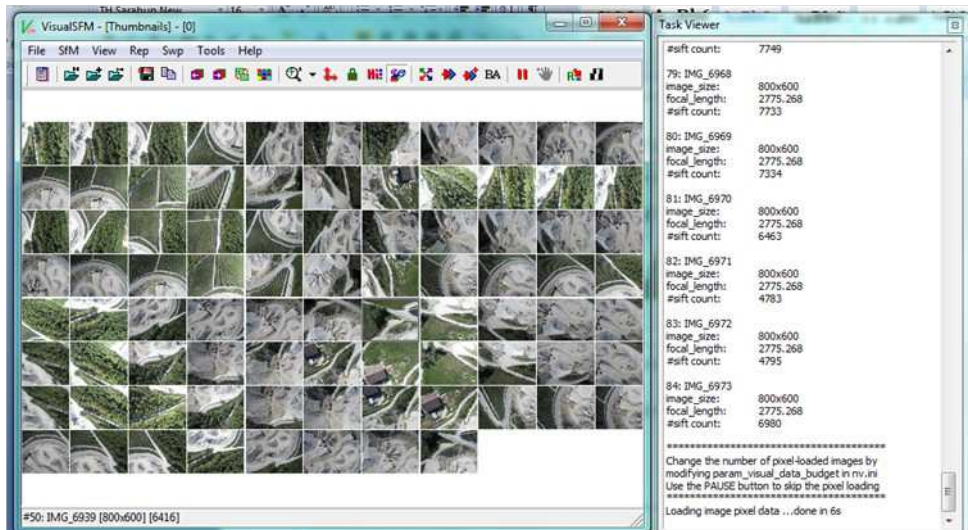 TH Sarabun New
16
VisualSFM - [Thumbnails] - [0]
File SfM View Rep Swp Tools Help
BA
#50: IMG_6939 [800x600] [6416]
Task Viewer
#sift count: 7749
79: IMG_6968
image_size: 800x600
focal_length: 2775.268
#sift count: 7733
80: IMG_6969
image_size: 800x600
focal_length: 2775.268
#sift count: 7334
81: IMG_6970
image_size: 800x600
focal_length: 2775.268
#sift count: 6463
82: IMG_6971
image_size: 800x600
focal_length: 2775.268
#sift count: 4783
83: IMG_6972
image_size: 800x600
focal_length: 2775.268
#sift count: 4795
84: IMG_6973
image_size: 800x600
focal_length: 2775.268
#sift count: 6980
Change the number of pixel-loaded images by
modifying param_visual_data_budget in nv.ini
Use the PAUSE button to skip the pixel loading
Loading image pixel data ...done in 6s